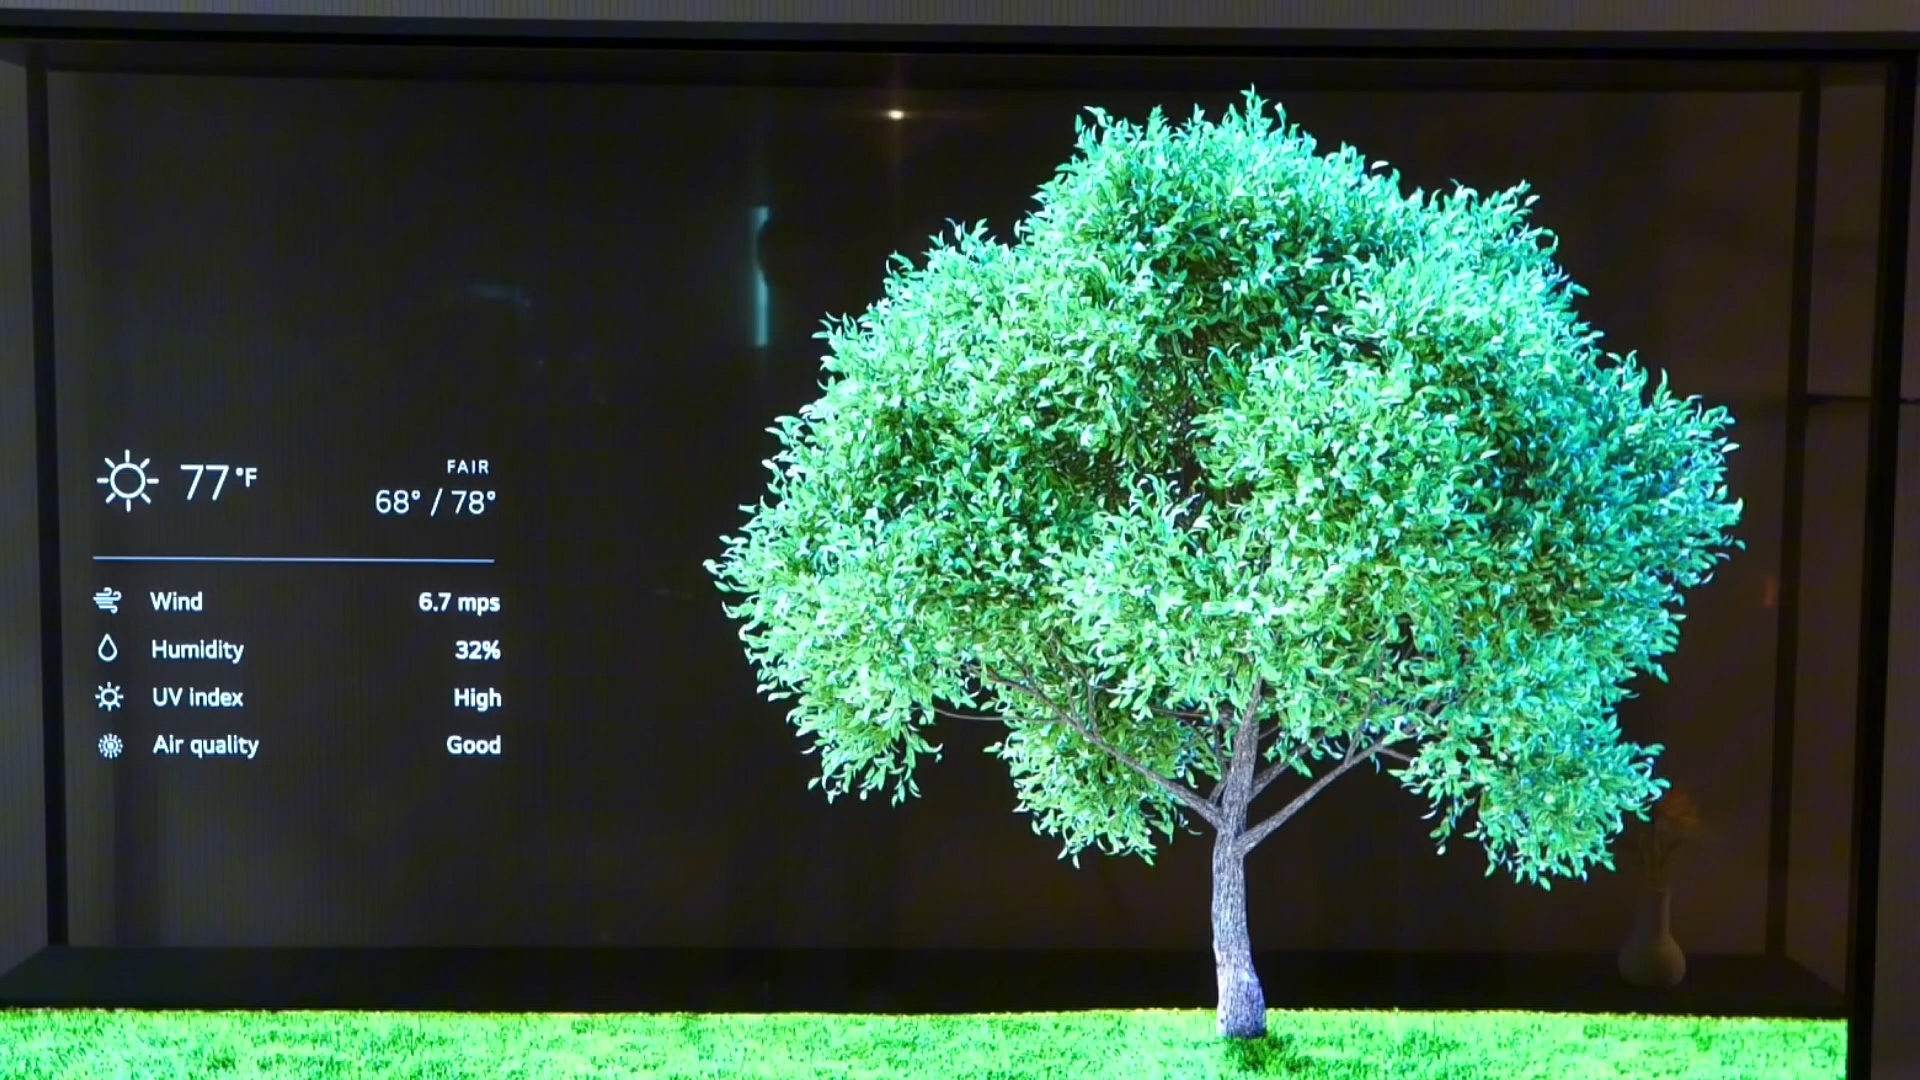 77°F
FAIR
68° / 78°
Wind 6.7 mps
Humidity 32%
UV index High
Air quality Good